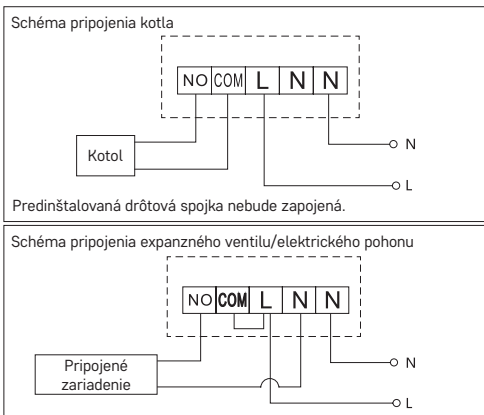 Schéma pripojenia kotla
NO COM L N N
Kotol
N
L
Predinštalovaná drôtová spojka nebude zapojená.
Schéma pripojenia expanzného ventilu/elektrického pohonu
NO COM L N N
Pripojené
zariadenie
N
L